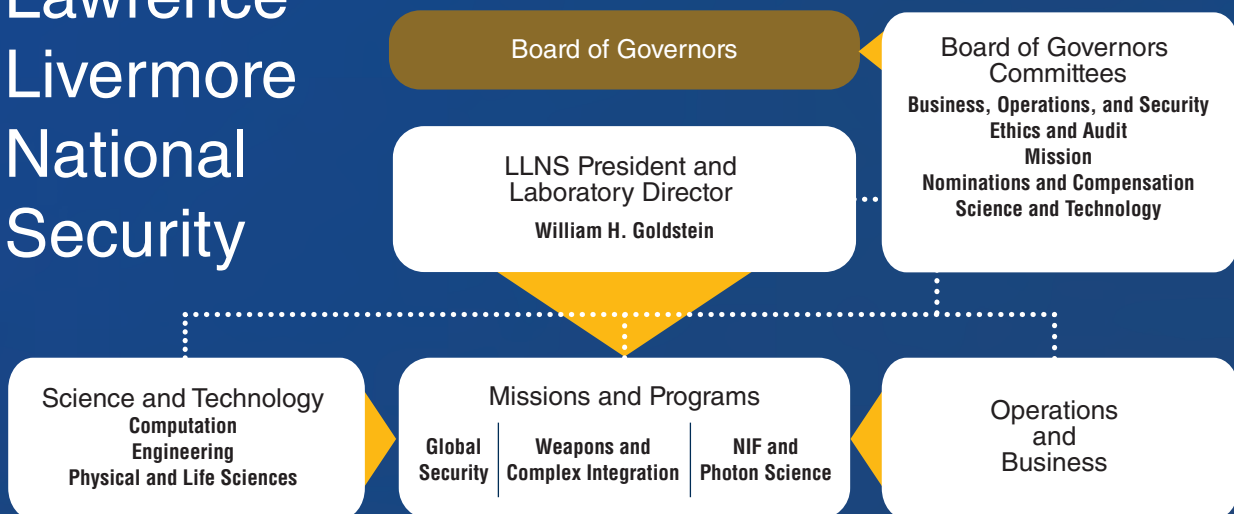 Lawrence
Livermore
National
Security
Board of Governors
LLNS President and
Laboratory Director
William H. Goldstein
Board of Governors
Committees
Business, Operations, and Security
Ethics and Audit
Mission
Nominations and Compensation
Science and Technology
Science and Technology
Computation
Engineering
Physical and Life Sciences
Missions and Programs
Global
Security
Weapons and
Complex Integration
NIF and
Photon Science
Operations
and
Business